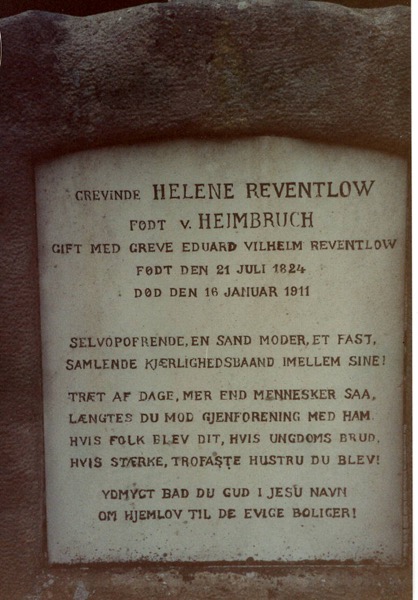 GREVINDE HELENE REVENTLOW
FØDT V. HEIMBRUCH
GIFT MED GREVE EDUARD VILHELM REVENTLOW
FØDT DEN 21 JULI 1824
DØD DEN 16 JANUAR 1911
SELVOPOFRENDE, EN SAND MODER, ET FAST,
SAMLENDE KJÆRLIGHEDSBAAND IMELLEM SINE!
TRÆT AF DAGE, MER END MENNESKER SAA,
LÆNGTES DU MOD GJENFORENING MED HAM.
HVIS FOLK BLEV DIT, HVIS UNGDOMS BRUD,
HVIS STÆRKE, TROFASTE HUSTRU DU BLEV!
YDMYGT BAD DU GUD I JESU NAVN
OM HJEMLOV TIL DE EVIGE BOLIGER!